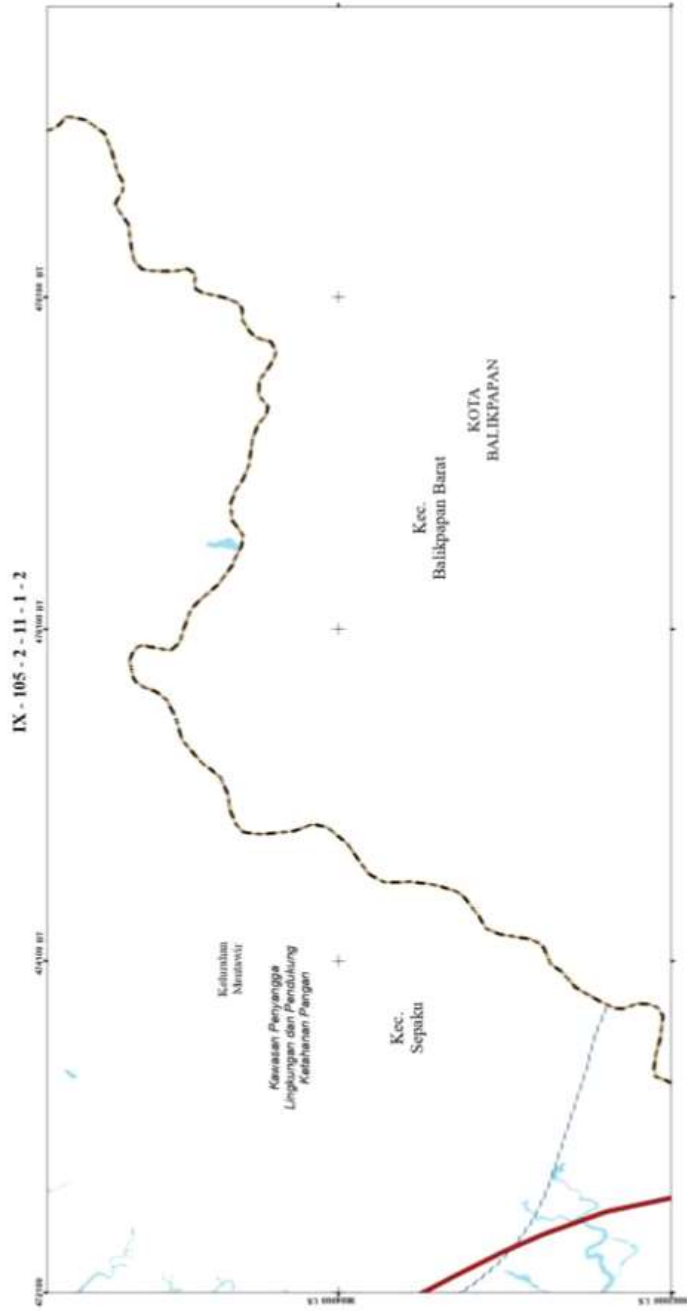 IX - 105 - 2 - 11 - 1 - 2
Kelurahan
Mentawir
Kawasan Penyangga
Lingkungan dan Pendukung
Ketahanan Pangan
Kec.
Sepaku
Kec.
Balikpapan Barat
KOTA
BALIKPAPAN